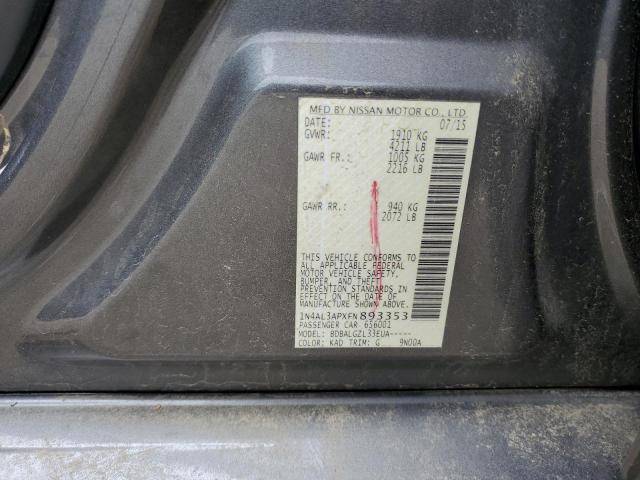 MFD BY NISSAN MOTOR CO., LTD.
DATE: 07/15
GVWR: 1910 KG
4211 LB
GAWR FR.: 1005 KG
2216 LB
GAWR RR.: 940 KG
2072 LB
THIS VEHICLE CONFORMS TO
ALL APPLICABLE FEDERAL
MOTOR VEHICLE SAFETY,
BUMPER, AND THEFT
PREVENTION STANDARDS IN
EFFECT ON THE DATE OF
MANUFACTURE SHOWN ABOVE.
1N4AL3APXFN893353
PASSENGER CAR 656001
MODEL: BDBALGZL33EUA-----
COLOR: KAD TRIM: G 9N00A